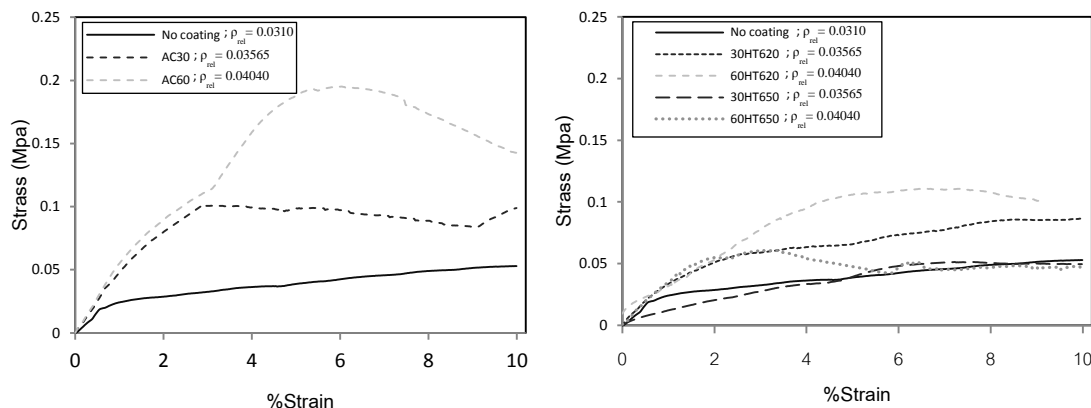 0.25
0.2
0.15
0.1
0.05
0
Strass (Mpa)
No coating ; ρrel = 0.0310
AC30 ; ρrel = 0.03565
AC60 ; ρrel = 0.04040
0 2 4 6 8 10
%Strain
0.25
0.2
0.15
0.1
0.05
0
Strass (Mpa)
No coating ; ρrel = 0.0310
30HT620 ; ρrel = 0.03565
60HT620 ; ρrel = 0.04040
30HT650 ; ρrel = 0.03565
60HT650 ; ρrel = 0.04040
0 2 4 6 8 10
%Strain